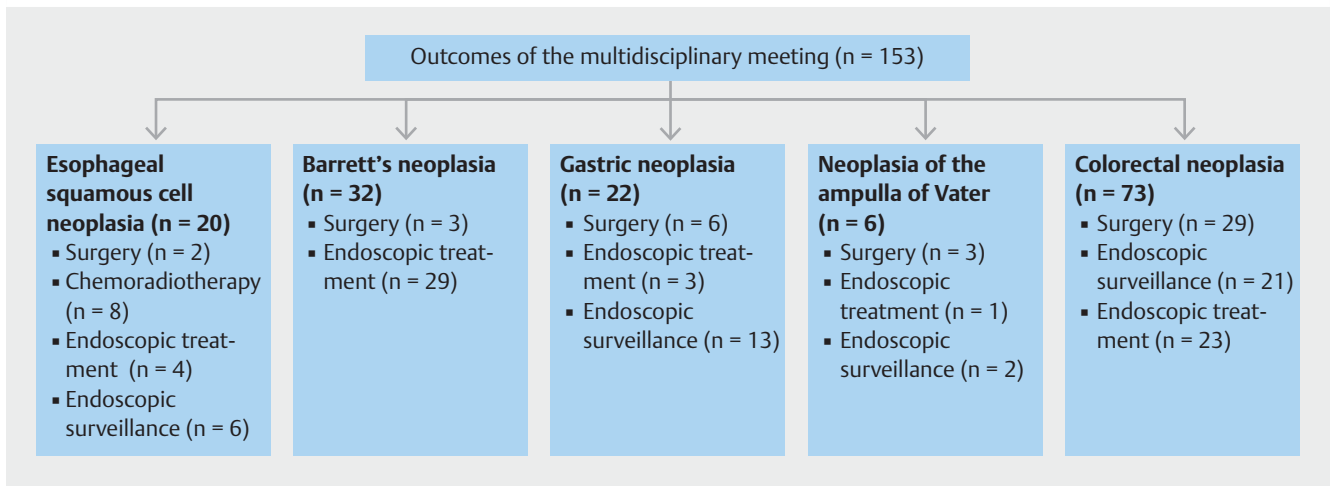 Outcomes of the multidisciplinary meeting (n = 153)
Esophageal
squamous cell
neoplasia (n = 20)
▪ Surgery (n = 2)
▪ Chemoradiotherapy
(n = 8)
▪ Endoscopic treat-
ment (n = 4)
▪ Endoscopic
surveillance (n = 6)
Barrett’s neoplasia
(n = 32)
▪ Surgery (n = 3)
▪ Endoscopic treat-
ment (n = 29)
Gastric neoplasia
(n = 22)
▪ Surgery (n = 6)
▪ Endoscopic treat-
ment (n = 3)
▪ Endoscopic
surveillance (n = 13)
Neoplasia of the
ampulla of Vater
(n = 6)
▪ Surgery (n = 3)
▪ Endoscopic
treatment (n = 1)
▪ Endoscopic
surveillance (n = 2)
Colorectal neoplasia
(n = 73)
▪ Surgery (n = 29)
▪ Endoscopic
surveillance (n = 21)
▪ Endoscopic treat-
ment (n = 23)